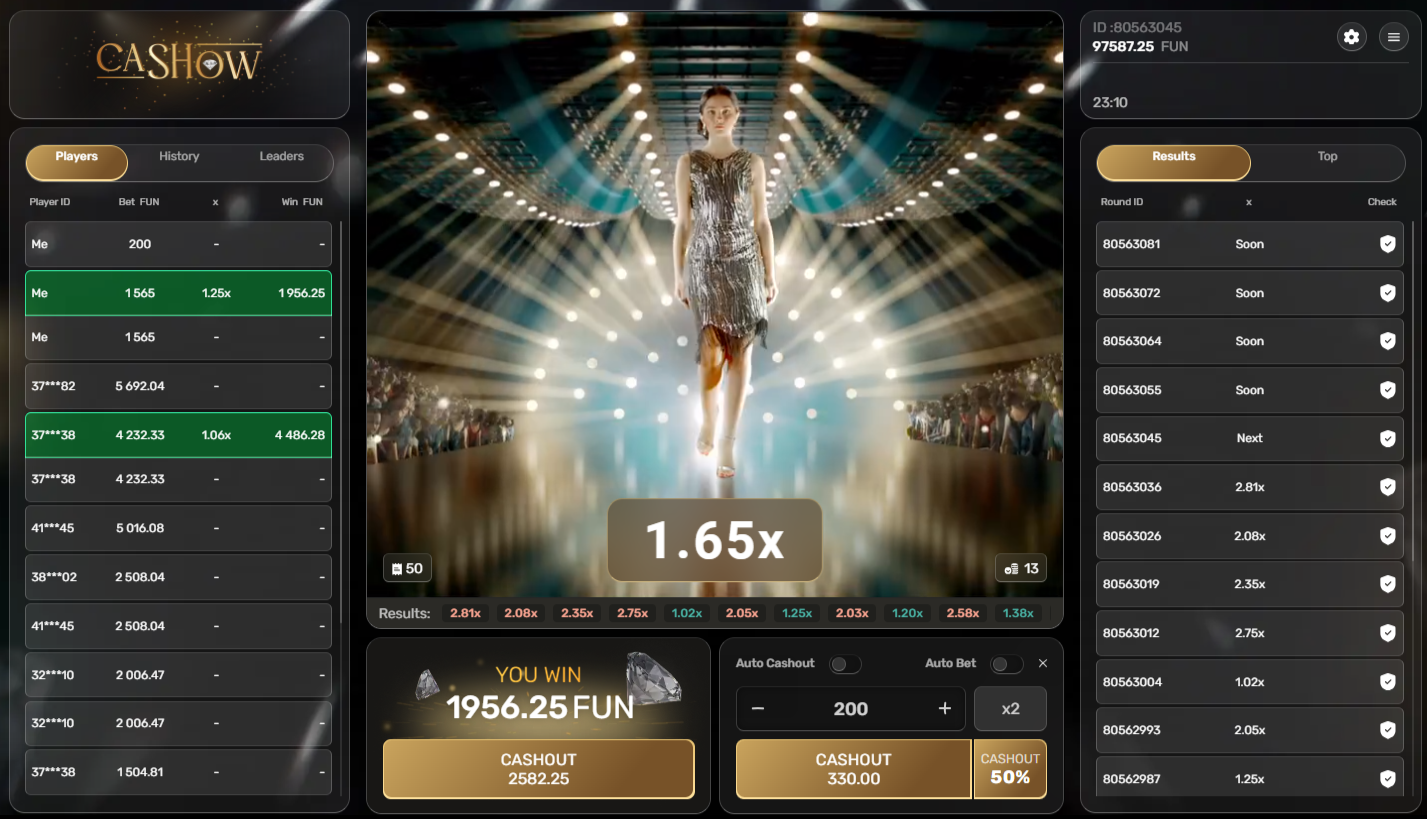 CASHOW
Players History Leaders
Player ID Bet FUN x Win FUN
Me 200 - -
Me 1 565 1.25x 1 956.25
Me 1 565 - -
37***82 5 692.04 - -
37***38 4 232.33 1.06x 4 486.28
37***38 4 232.33 - -
41***45 5 016.08 - -
38***02 2 508.04 - -
41***45 2 508.04 - -
32***10 2 006.47 - -
32***10 2 006.47 - -
37***38 1 504.81 - -
1.65x
50
13
Results: 2.81x 2.08x 2.35x 2.75x 1.02x 2.05x 1.25x 2.03x 1.20x 2.58x 1.38x
YOU WIN
1956.25 FUN
CASHOUT
2582.25
Auto Cashout Auto Bet ×
− 200 + x2
CASHOUT
330.00
CASHOUT
50%
ID :80563045
97587.25 FUN
23:10
Results Top
Round ID x Check
80563081 Soon
80563072 Soon
80563064 Soon
80563055 Soon
80563045 Next
80563036 2.81x
80563026 2.08x
80563019 2.35x
80563012 2.75x
80563004 1.02x
80562993 2.05x
80562987 1.25x